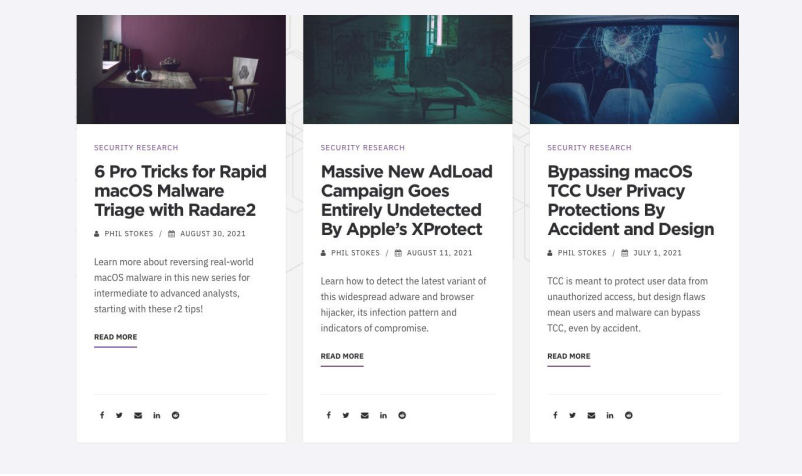 SECURITY RESEARCH
6 Pro Tricks for Rapid
macOS Malware
Triage with Radare2
PHIL STOKES / AUGUST 30, 2021
Learn more about reversing real-world
macOS malware in this new series for
intermediate to advanced analysts,
starting with these r2 tips!
READ MORE
SECURITY RESEARCH
Massive New AdLoad
Campaign Goes
Entirely Undetected
By Apple’s XProtect
PHIL STOKES / AUGUST 11, 2021
Learn how to detect the latest variant of
this widespread adware and browser
hijacker, its infection pattern and
indicators of compromise.
READ MORE
SECURITY RESEARCH
Bypassing macOS
TCC User Privacy
Protections By
Accident and Design
PHIL STOKES / JULY 1, 2021
TCC is meant to protect user data from
unauthorized access, but design flaws
mean users and malware can bypass
TCC, even by accident.
READ MORE